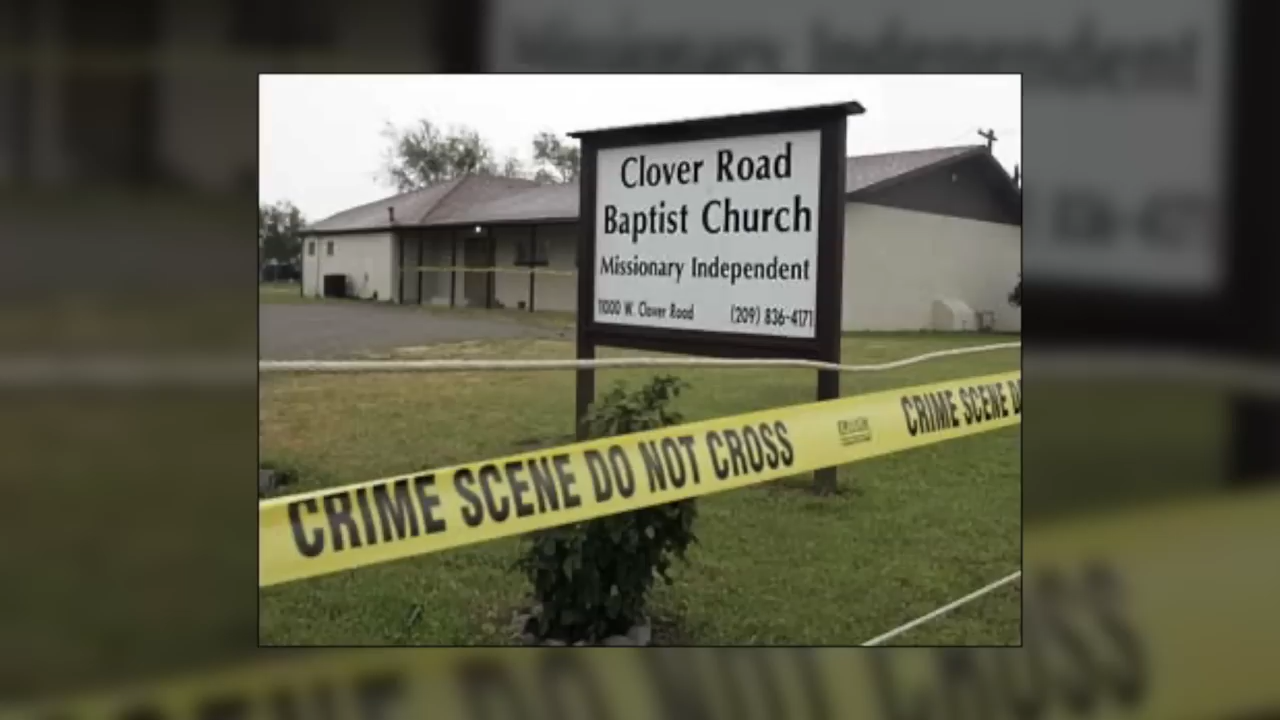 Clover Road
Baptist Church
Missionary Independent
11000 W. Clover Road (209) 836-4171
CRIME SCENE DO NOT CROSS
CRIME SCENE D